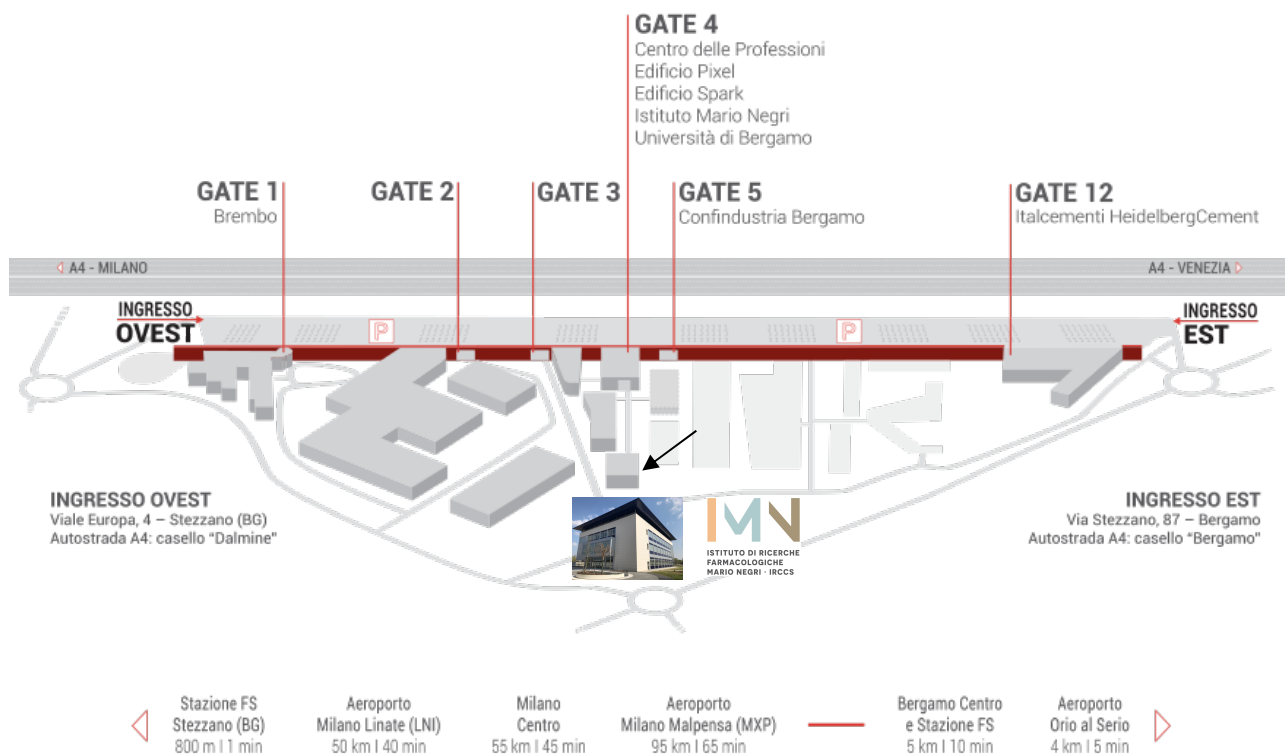 GATE 4
Centro delle Professioni
Edificio Pixel
Edificio Spark
Istituto Mario Negri
Università di Bergamo
GATE 1
Brembo
GATE 2
GATE 3
GATE 5
Confindustria Bergamo
GATE 12
Italcementi HeidelbergCement
A4 - MILANO
A4 - VENEZIA
INGRESSO
OVEST
P
P
INGRESSO
EST
INGRESSO OVEST
Viale Europa, 4 – Stezzano (BG)
Autostrada A4: casello “Dalmine”
IMN
ISTITUTO DI RICERCHE
FARMACOLOGICHE
MARIO NEGRI · IRCCS
INGRESSO EST
Via Stezzano, 87 – Bergamo
Autostrada A4: casello “Bergamo”
Stazione FS
Stezzano (BG)
800 m | 1 min
Aeroporto
Milano Linate (LNI)
50 km | 40 min
Milano
Centro
55 km | 45 min
Aeroporto
Milano Malpensa (MXP)
95 km | 65 min
Bergamo Centro
e Stazione FS
5 km | 10 min
Aeroporto
Orio al Serio
4 km | 5 min